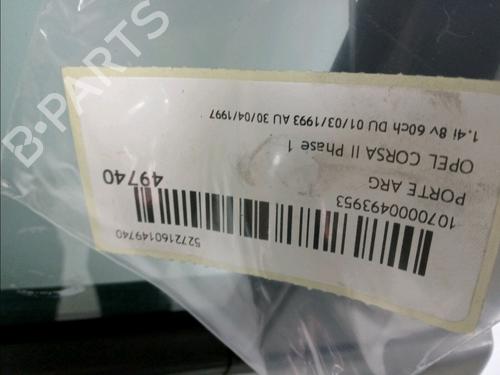 1070000493953
PORTE ARG
OPEL CORSA II Phase 1
1.4i 8v 60ch DU 01/03/1993 AU 30/04/1997
49740
5272160149740
B-PARTS